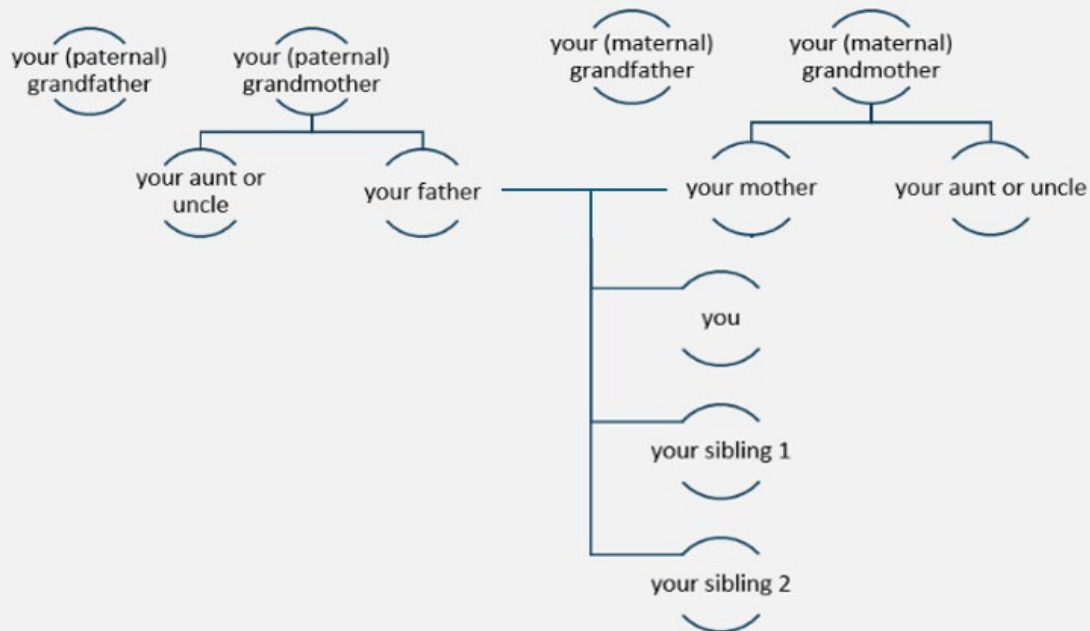 your (paternal)
grandfather
your (paternal)
grandmother
your (maternal)
grandfather
your (maternal)
grandmother
your aunt or
uncle
your father
your mother
your aunt or uncle
you
your sibling 1
your sibling 2